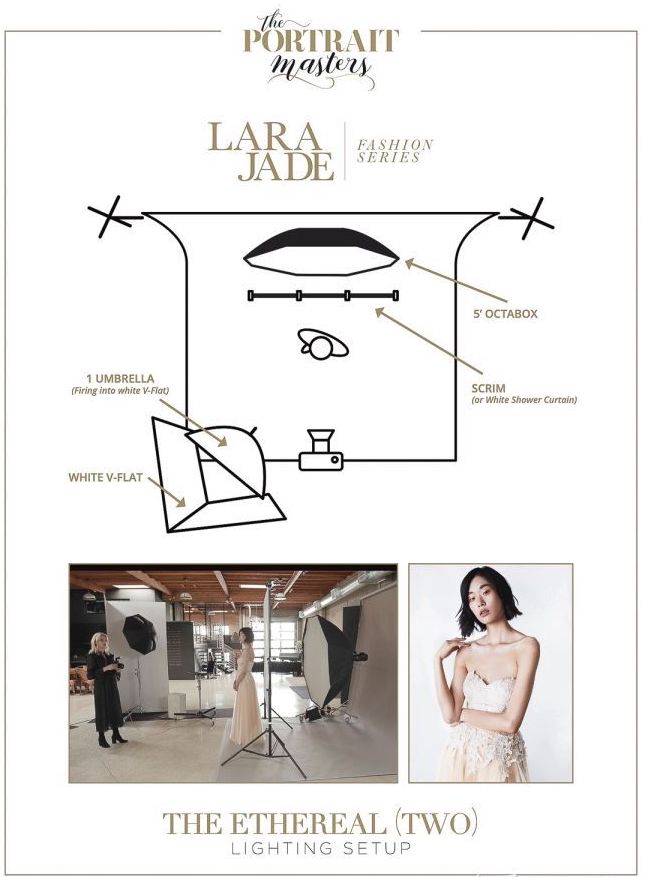 the
PORTRAIT
masters
LARA
JADE
FASHION
SERIES
5' OCTABOX
1 UMBRELLA
(Firing into white V-Flat)
SCRIM
(or White Shower Curtain)
WHITE V-FLAT
THE ETHEREAL (TWO)
LIGHTING SETUP